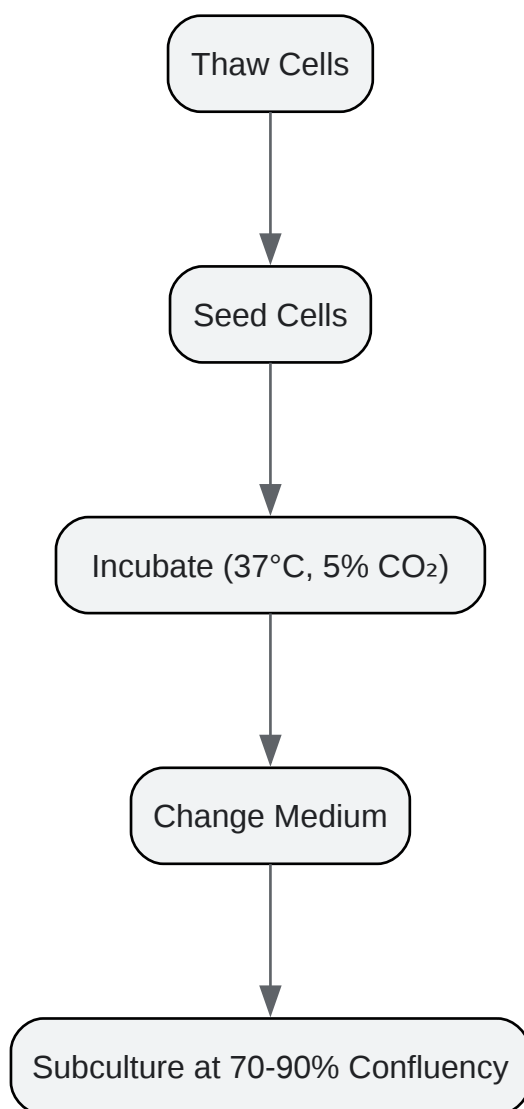 Thaw Cells
Seed Cells
Incubate (37°C, 5% CO₂)
Change Medium
Subculture at 70-90% Confluency